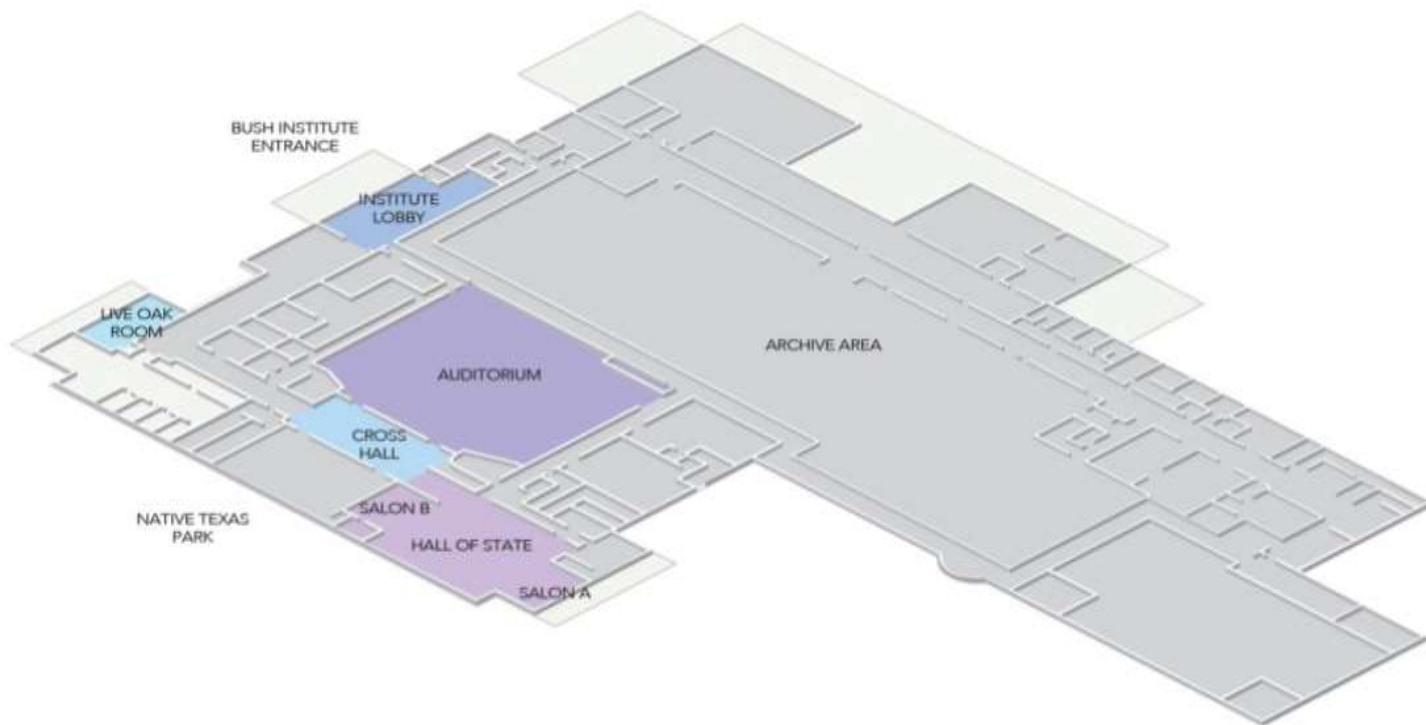 BUSH INSTITUTE
ENTRANCE
INSTITUTE
LOBBY
LIVE OAK
ROOM
ARCHIVE AREA
AUDITORIUM
CROSS
HALL
SALON B
NATIVE TEXAS
PARK
HALL OF STATE
SALON A